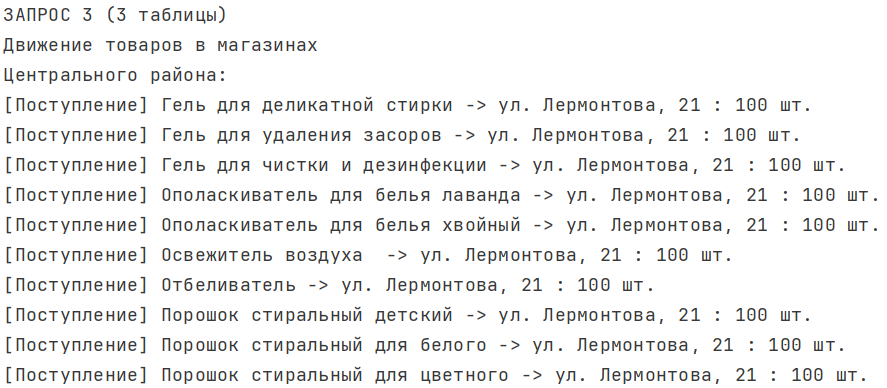 ЗАПРОС 3 (3 таблицы)
Движение товаров в магазинах
Центрального района:
[Поступление] Гель для деликатной стирки -> ул. Лермонтова, 21 : 100 шт.
[Поступление] Гель для удаления засоров -> ул. Лермонтова, 21 : 100 шт.
[Поступление] Гель для чистки и дезинфекции -> ул. Лермонтова, 21 : 100 шт.
[Поступление] Ополаскиватель для белья лаванда -> ул. Лермонтова, 21 : 100 шт.
[Поступление] Ополаскиватель для белья хвойный -> ул. Лермонтова, 21 : 100 шт.
[Поступление] Освежитель воздуха  -> ул. Лермонтова, 21 : 100 шт.
[Поступление] Отбеливатель -> ул. Лермонтова, 21 : 100 шт.
[Поступление] Порошок стиральный детский -> ул. Лермонтова, 21 : 100 шт.
[Поступление] Порошок стиральный для белого -> ул. Лермонтова, 21 : 100 шт.
[Поступление] Порошок стиральный для цветного -> ул. Лермонтова, 21 : 100 шт.